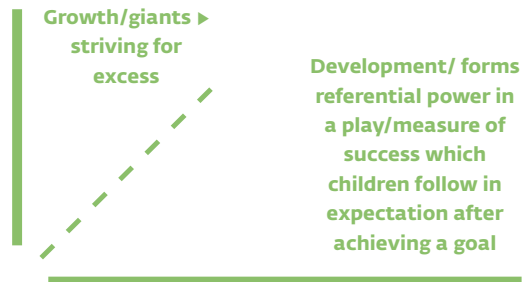 Growth/giants ▶
striving for
excess
Development/ forms
referential power in
a play/measure of
success which
children follow in
expectation after
achieving a goal